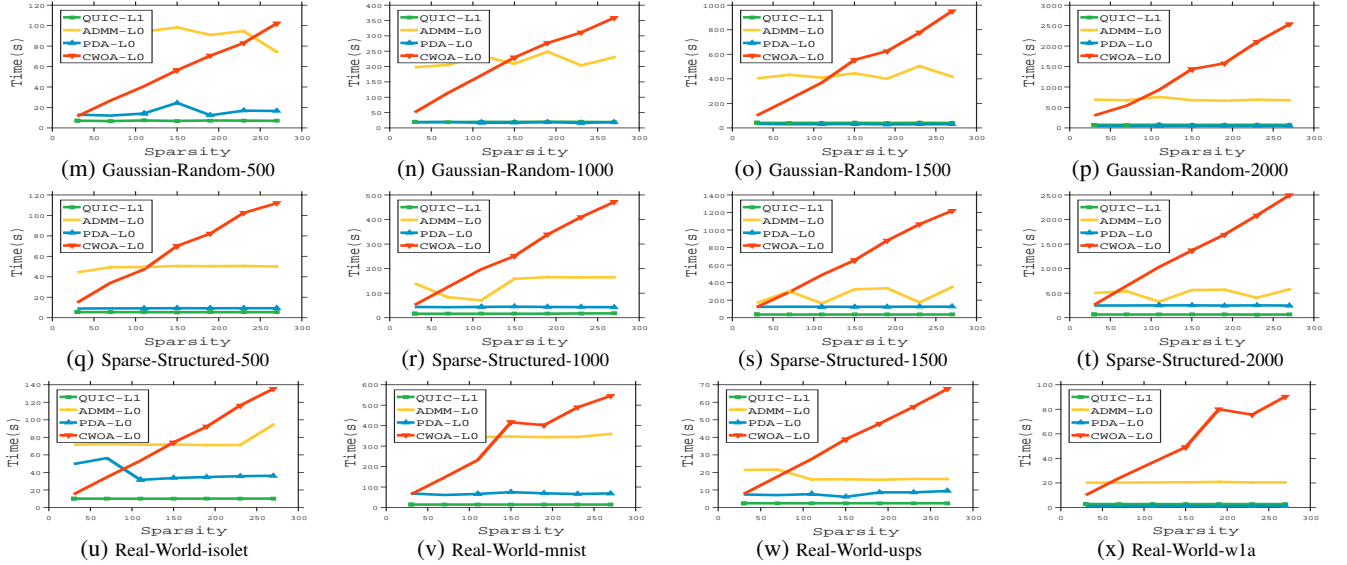 120
100
80
60
40
20
0
Time(s)
QUIC-L1
ADMM-L0
PDA-L0
CWOA-L0
0 50 100 150 200 250 300
Sparsity
(m) Gaussian-Random-500
400
350
300
250
200
150
100
50
0
Time(s)
QUIC-L1
ADMM-L0
PDA-L0
CWOA-L0
0 50 100 150 200 250 300
Sparsity
(n) Gaussian-Random-1000
1000
800
600
400
200
0
Time(s)
QUIC-L1
ADMM-L0
PDA-L0
CWOA-L0
0 50 100 150 200 250 300
Sparsity
(o) Gaussian-Random-1500
3000
2500
2000
1500
1000
500
0
Time(s)
QUIC-L1
ADMM-L0
PDA-L0
CWOA-L0
0 50 100 150 200 250 300
Sparsity
(p) Gaussian-Random-2000
120
100
80
60
40
20
0
Time(s)
QUIC-L1
ADMM-L0
PDA-L0
CWOA-L0
0 50 100 150 200 250 300
Sparsity
(q) Sparse-Structured-500
500
400
300
200
100
0
Time(s)
QUIC-L1
ADMM-L0
PDA-L0
CWOA-L0
0 50 100 150 200 250 300
Sparsity
(r) Sparse-Structured-1000
1400
1200
1000
800
600
400
200
0
Time(s)
QUIC-L1
ADMM-L0
PDA-L0
CWOA-L0
0 50 100 150 200 250 300
Sparsity
(s) Sparse-Structured-1500
2500
2000
1500
1000
500
0
Time(s)
QUIC-L1
ADMM-L0
PDA-L0
CWOA-L0
0 50 100 150 200 250 300
Sparsity
(t) Sparse-Structured-2000
140
120
100
80
60
40
20
0
Time(s)
QUIC-L1
ADMM-L0
PDA-L0
CWOA-L0
0 50 100 150 200 250 300
Sparsity
(u) Real-World-isolet
600
500
400
300
200
100
0
Time(s)
QUIC-L1
ADMM-L0
PDA-L0
CWOA-L0
0 50 100 150 200 250 300
Sparsity
(v) Real-World-mnist
70
60
50
40
30
20
10
0
Time(s)
QUIC-L1
ADMM-L0
PDA-L0
CWOA-L0
0 50 100 150 200 250 300
Sparsity
(w) Real-World-usps
100
80
60
40
20
0
Time(s)
QUIC-L1
ADMM-L0
PDA-L0
CWOA-L0
0 50 100 150 200 250 300
Sparsity
(x) Real-World-w1a